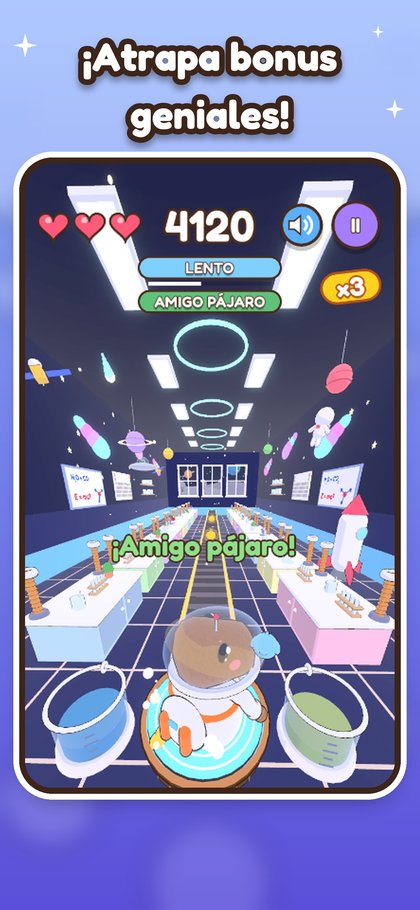 ¡Atrapa bonus
geniales!
4120
LENTO
AMIGO PÁJARO
x3
¡Amigo pájaro!